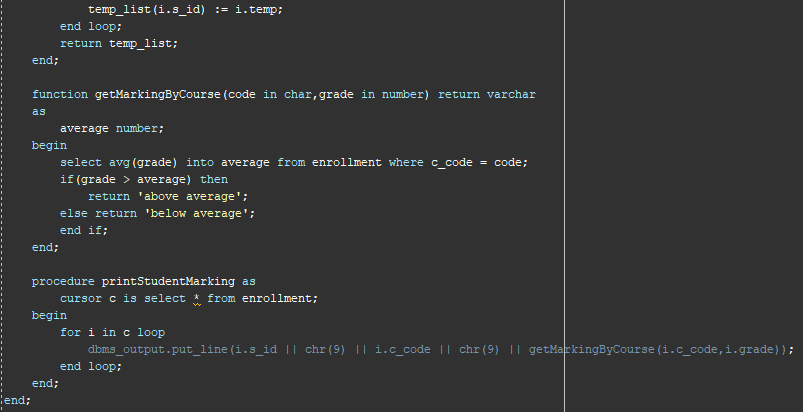 temp_list(i.s_id) := i.temp;
end loop;
return temp_list;
end;
function getMarkingByCourse(code in char,grade in number) return varchar
as
average number;
begin
select avg(grade) into average from enrollment where c_code = code;
if(grade > average) then
return 'above average';
else return 'below average';
end if;
end;
procedure printStudentMarking as
cursor c is select * from enrollment;
begin
for i in c loop
dbms_output.put_line(i.s_id || chr(9) || i.c_code || chr(9) || getMarkingByCourse(i.c_code,i.grade));
end loop;
end;
end;